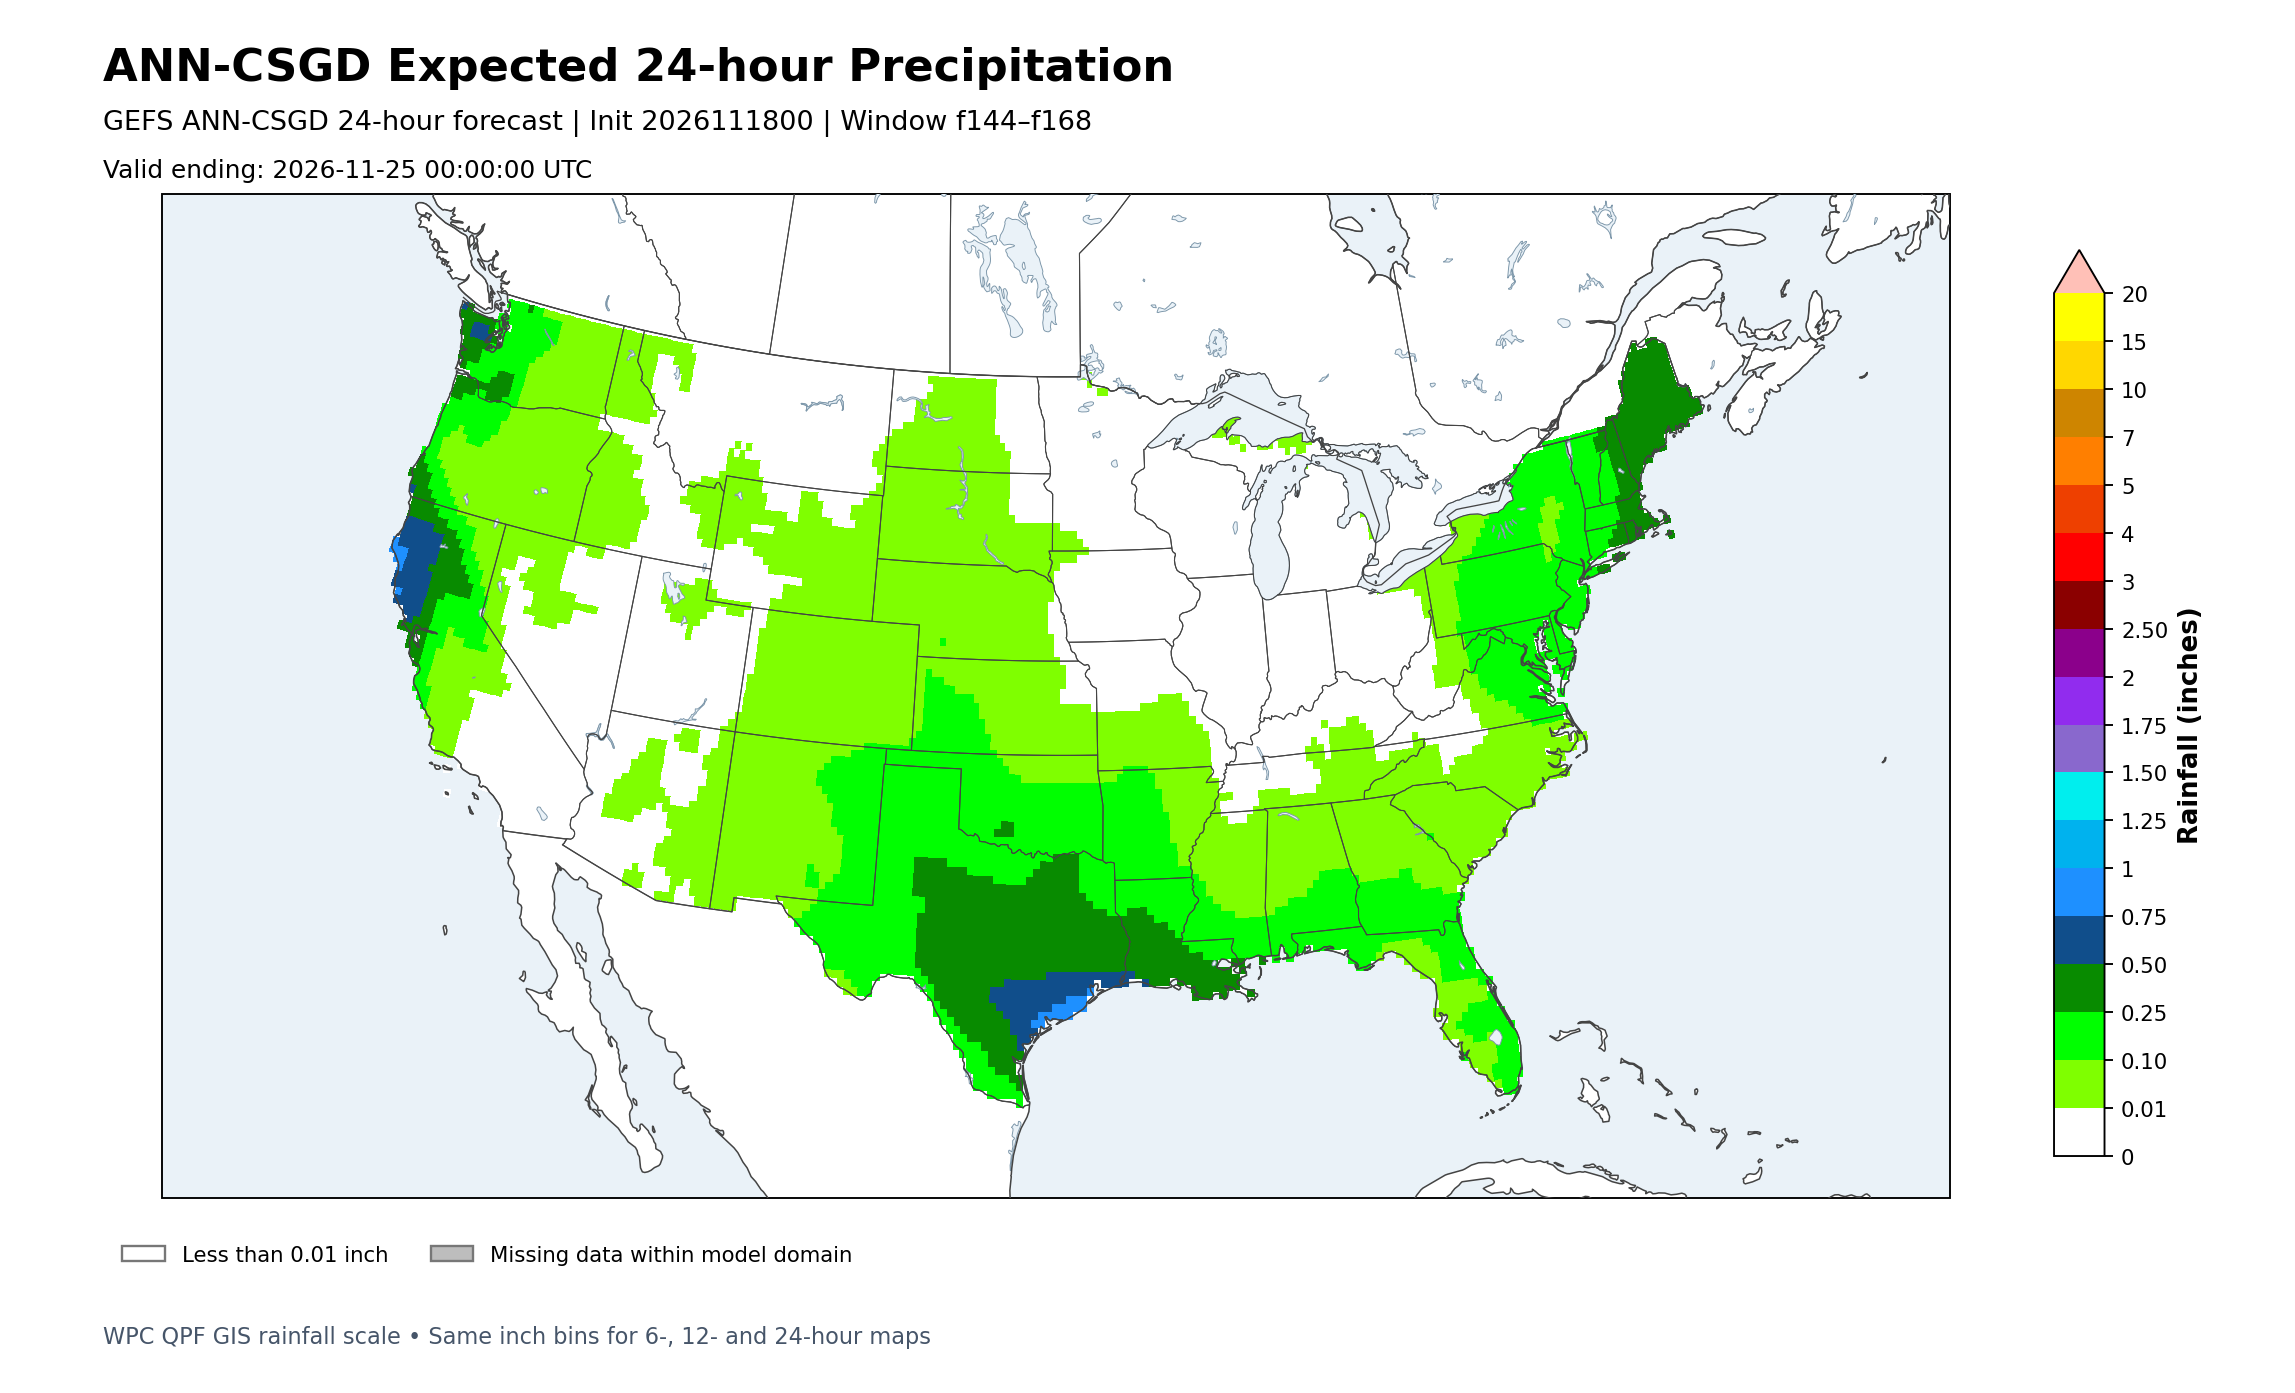 ANN-CSGD Expected 24-hour Precipitation
GEFS ANN-CSGD 24-hour forecast | Init 2026111800 | Window f144–f168
Valid ending: 2026-11-25 00:00:00 UTC
20
15
10
7
5
4
3
2.50
2
1.75
1.50
1.25
1
0.75
0.50
0.25
0.10
0.01
0
Rainfall (inches)
Less than 0.01 inch
Missing data within model domain
WPC QPF GIS rainfall scale • Same inch bins for 6-, 12- and 24-hour maps